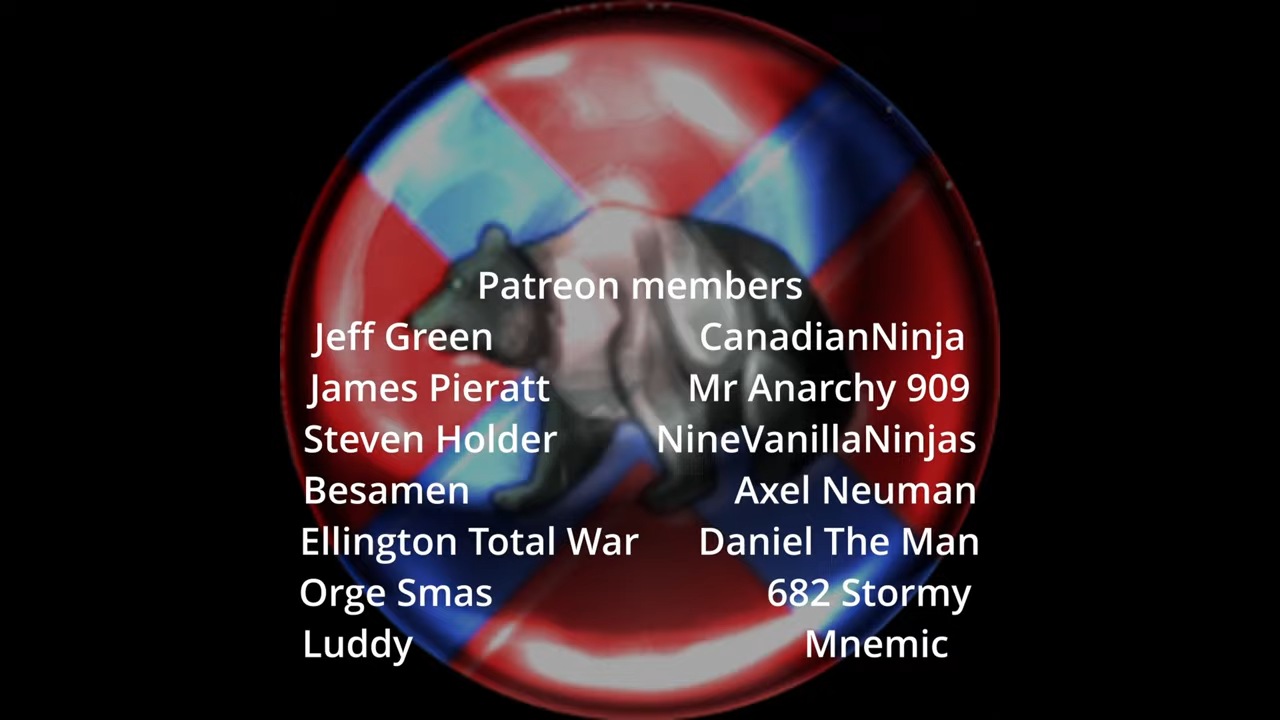 Patreon members
Jeff Green CanadianNinja
James Pieratt Mr Anarchy 909
Steven Holder NineVanillaNinjas
Besamen Axel Neuman
Ellington Total War Daniel The Man
Orge Smas 682 Stormy
Luddy Mnemic